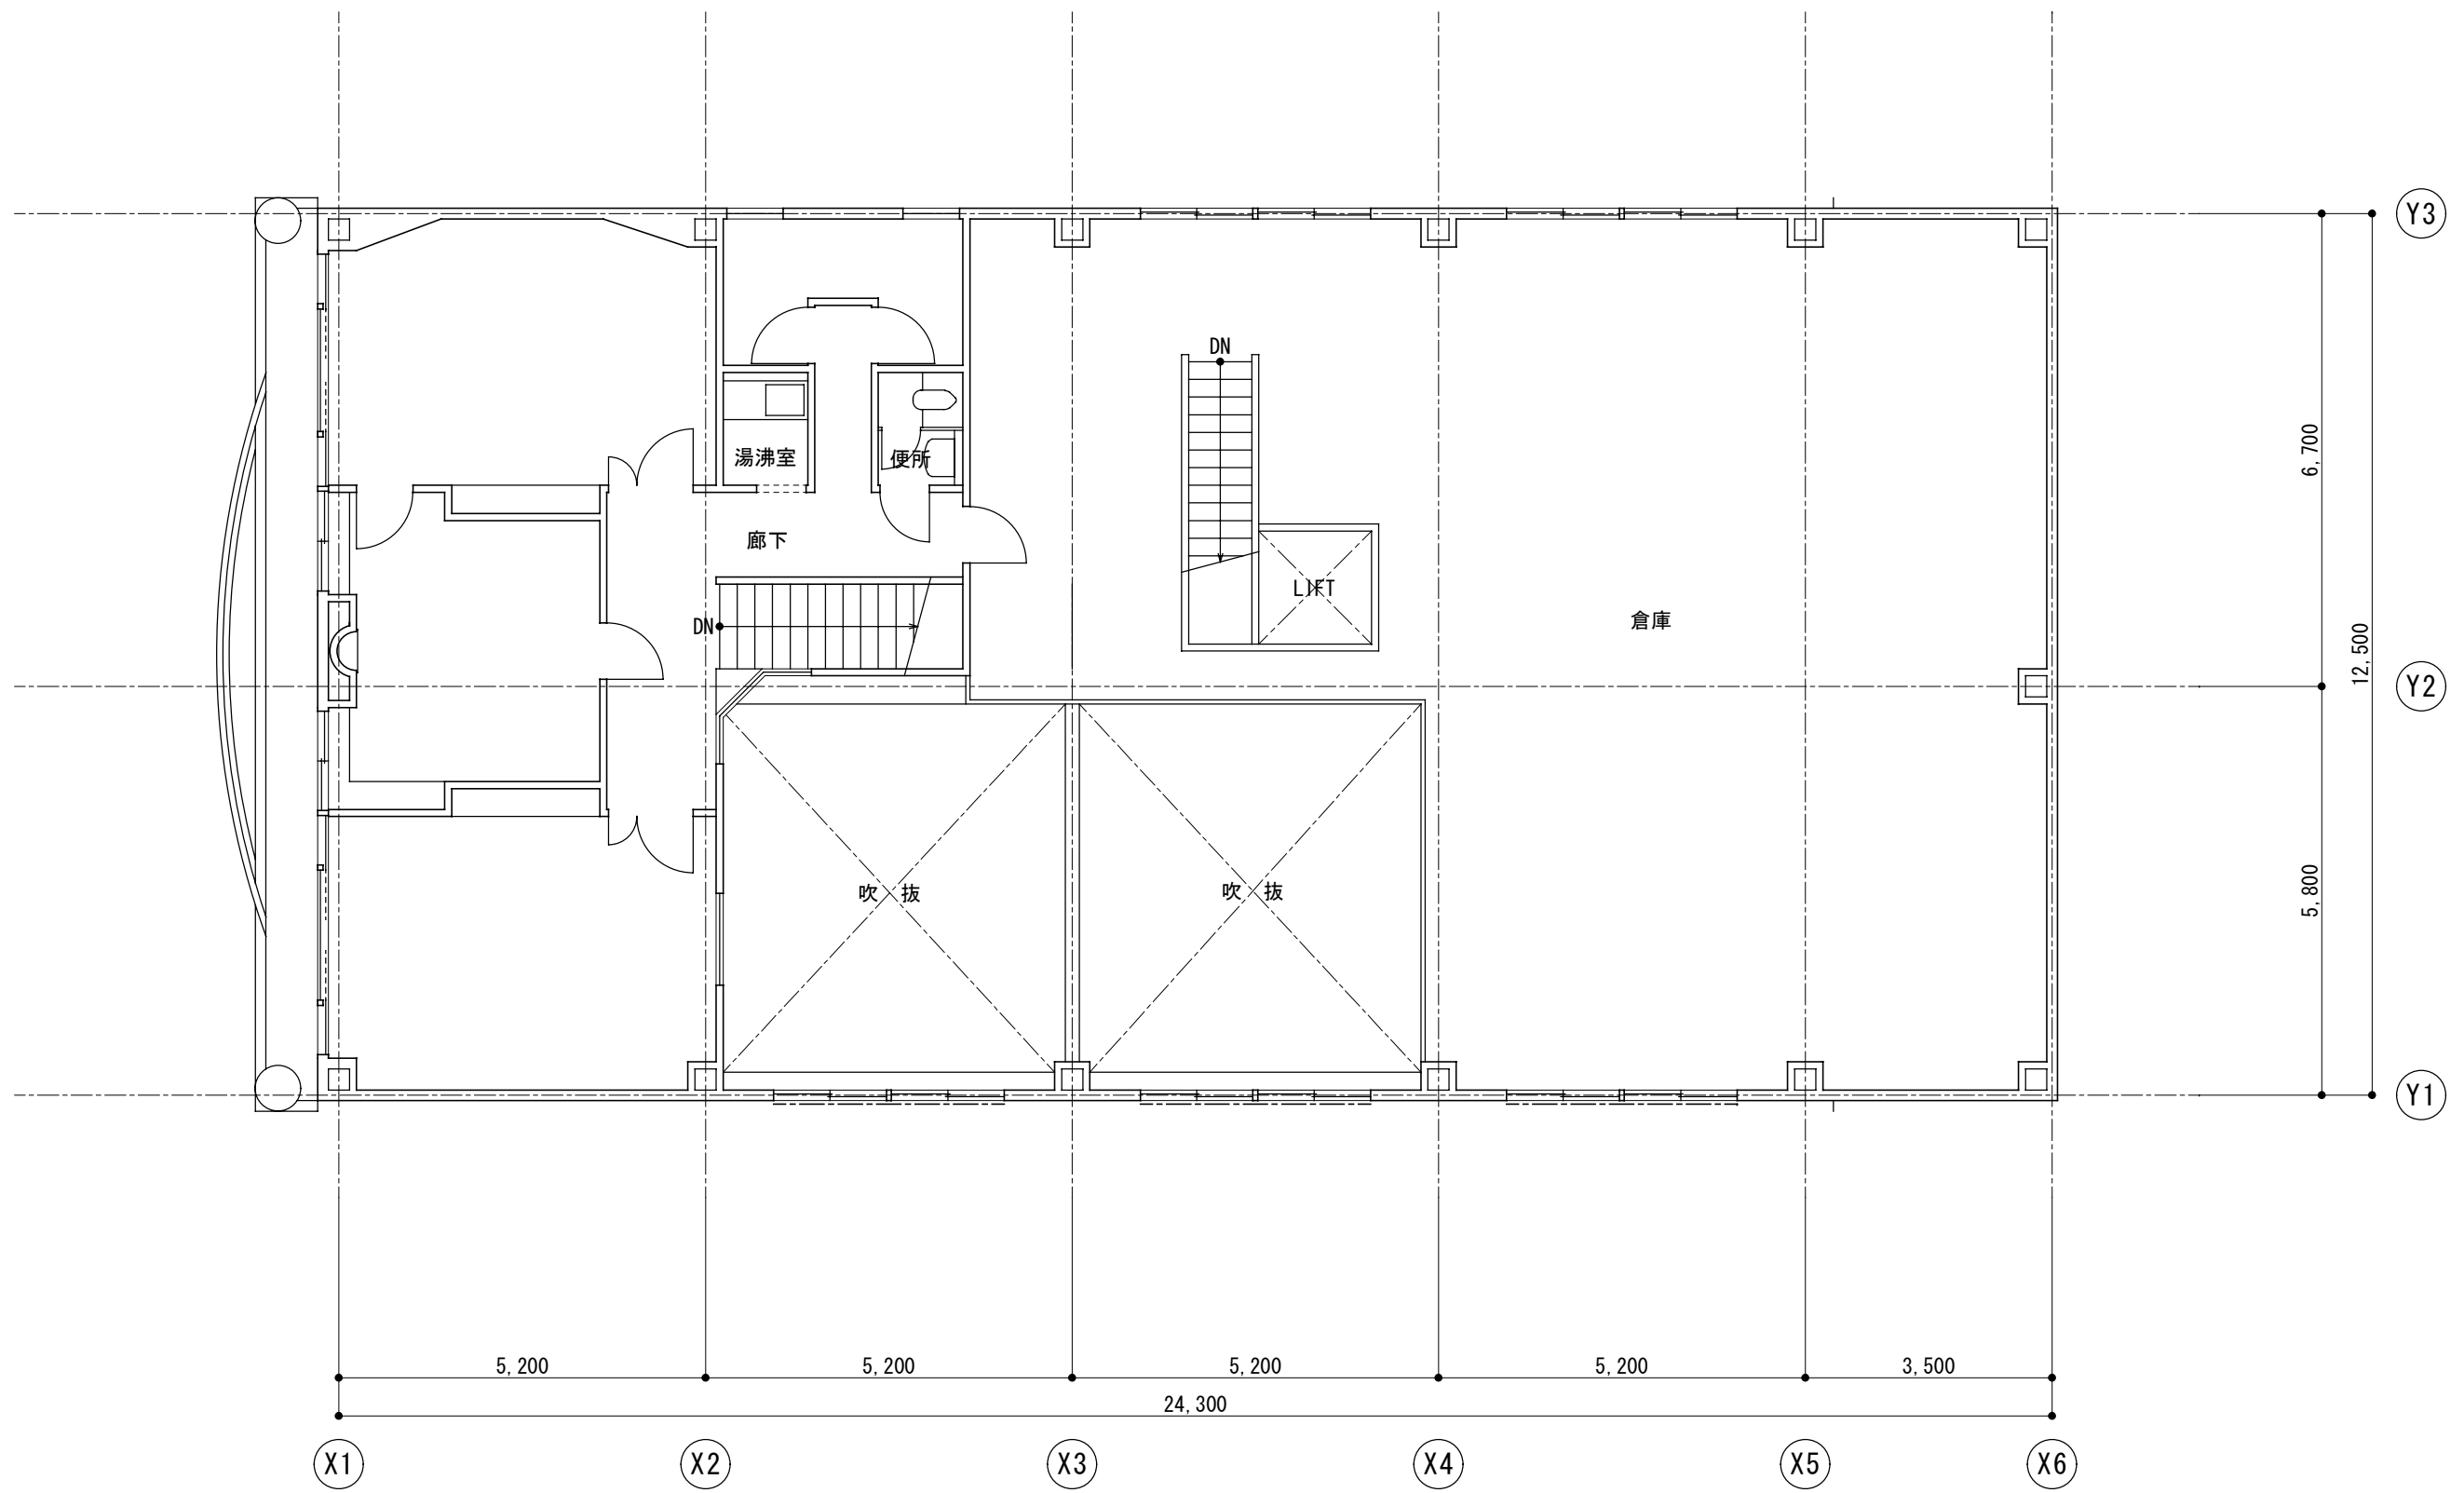 Y3
DN
6,700
湯沸室
便所
廊下
LIFT
倉庫
DN
12,500
Y2
吹 抜
吹 抜
5,800
Y1
5,200
5,200
5,200
5,200
3,500
24,300
X1
X2
X3
X4
X5
X6